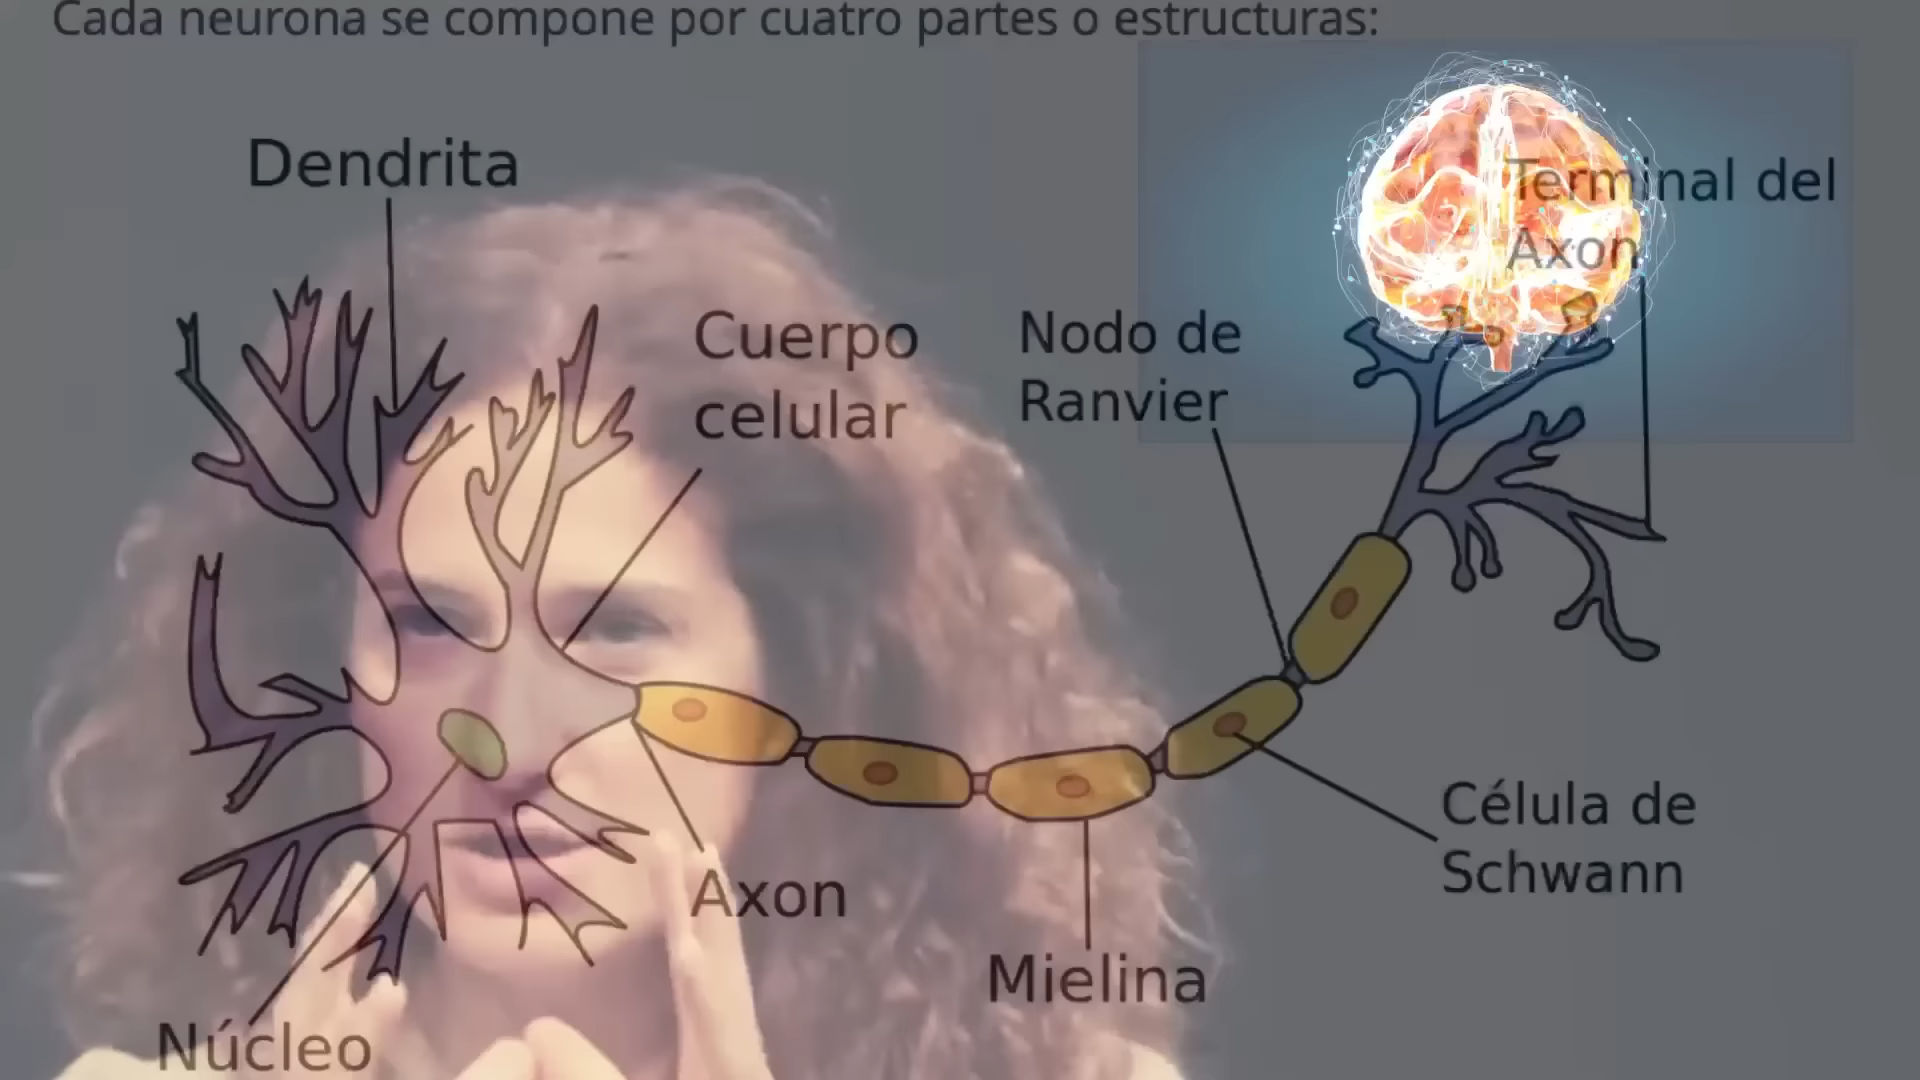 Cada neurona se compone por cuatro partes o estructuras:
Dendrita
Terminal del
Axon
Cuerpo
celular
Nodo de
Ranvier
Célula de
Schwann
Axon
Mielina
Núcleo